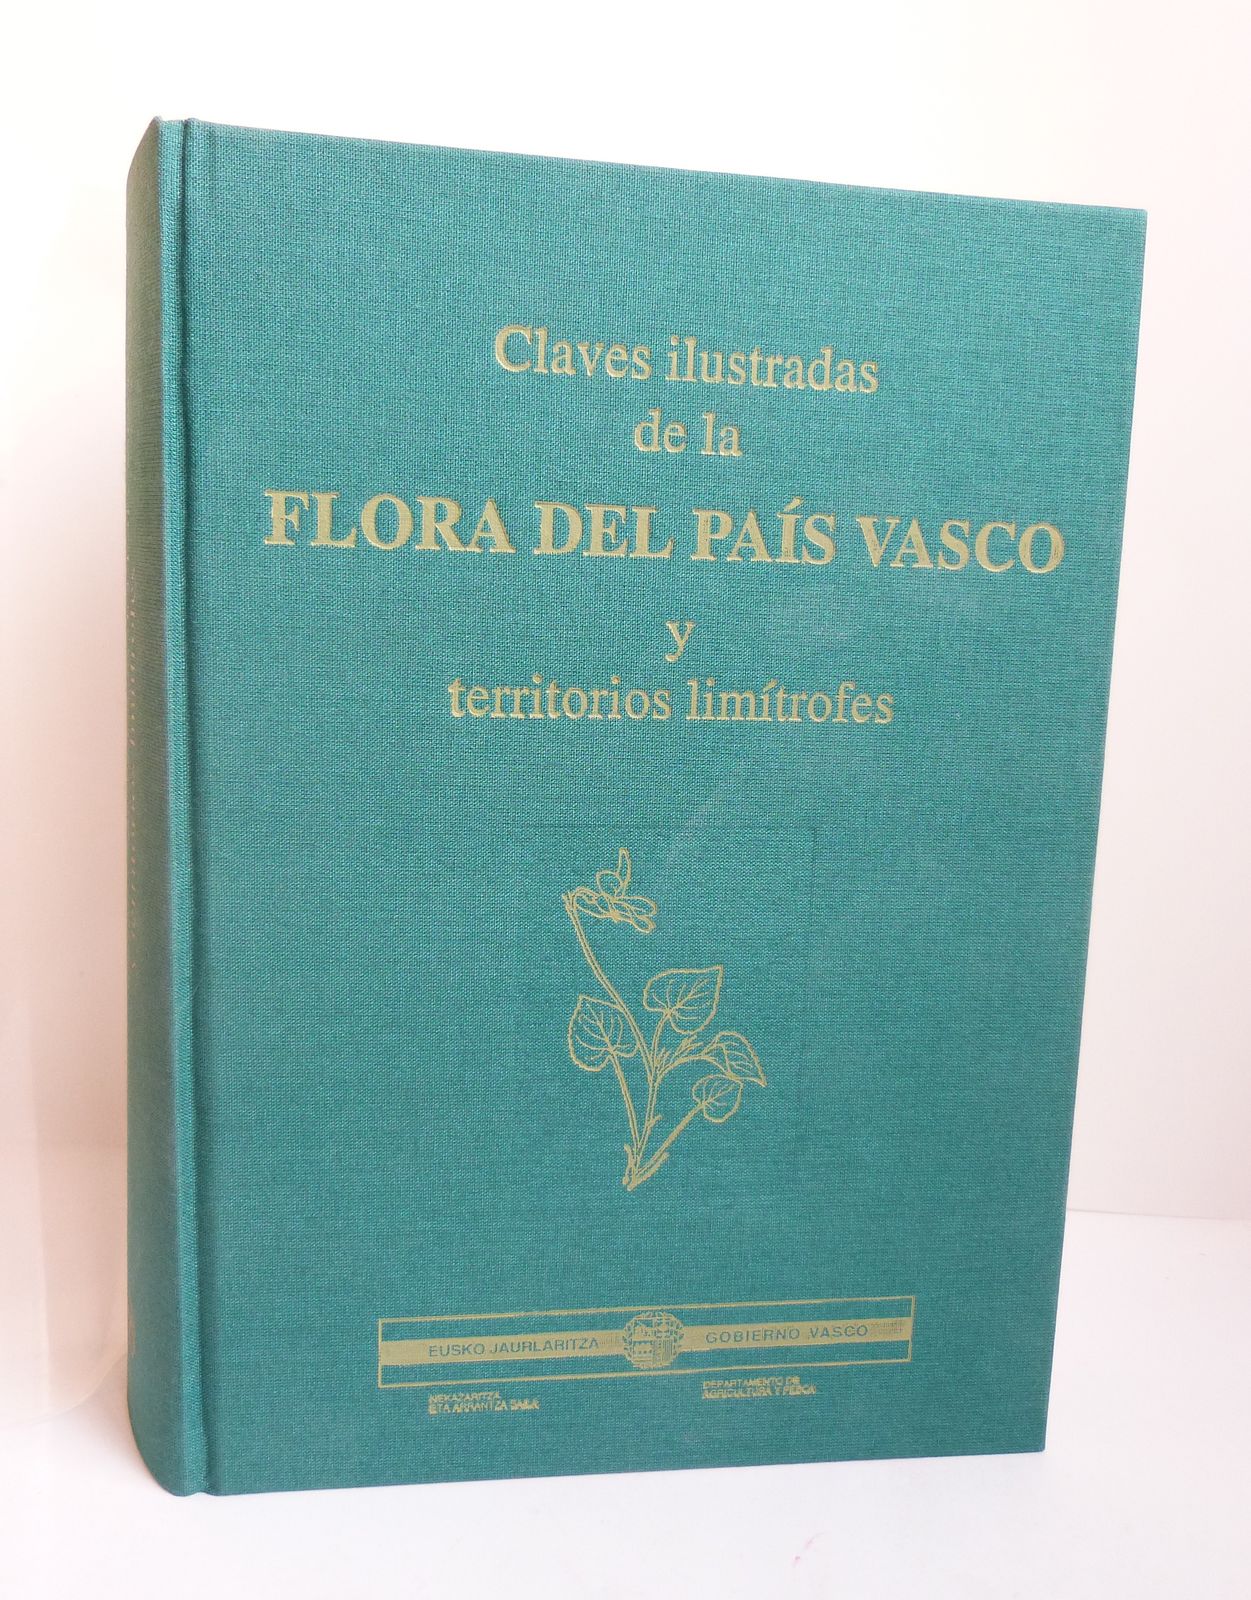 Claves ilustradas
de la
FLORA DEL PAÍS VASCO
y
territorios limítrofes
EUSKO JAURLARITZA GOBIERNO VASCO
NEKAZARITZA
ETA ARRANTZA SAILA
DEPARTAMENTO DE
AGRICULTURA Y PESCA